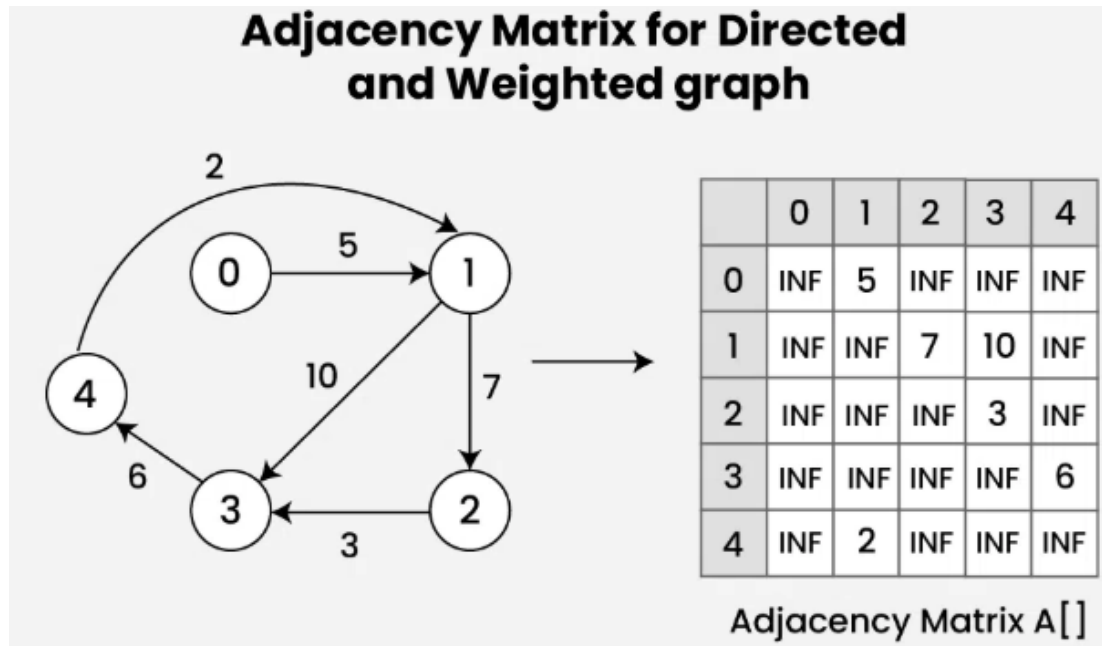 Adjacency Matrix for Directed
and Weighted graph
2
0
5
1
10
7
4
6
3
3
2
0 1 2 3 4
0 INF 5 INF INF INF
1 INF INF 7 10 INF
2 INF INF INF 3 INF
3 INF INF INF INF 6
4 INF 2 INF INF INF
Adjacency Matrix A[]